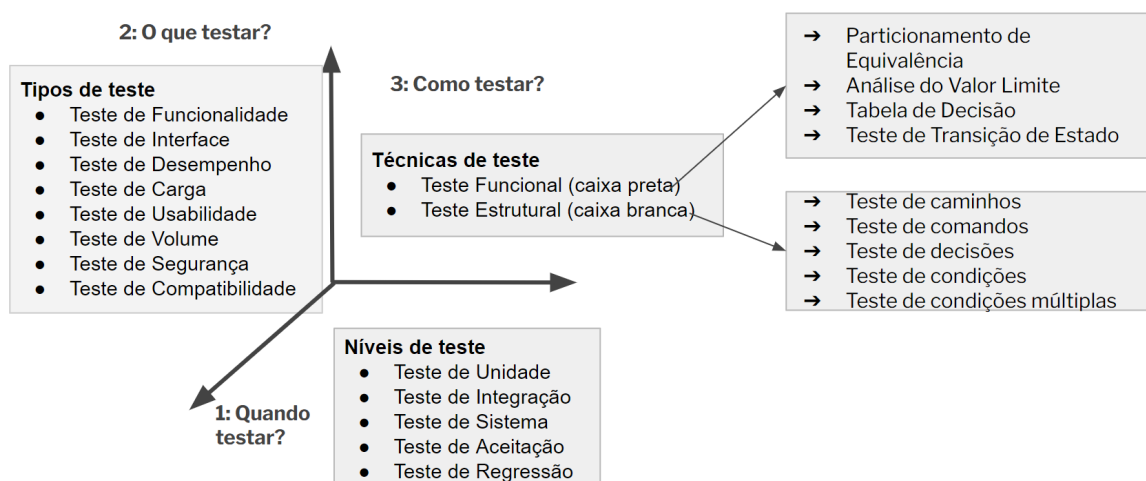 2: O que testar?
Tipos de teste
● Teste de Funcionalidade
● Teste de Interface
● Teste de Desempenho
● Teste de Carga
● Teste de Usabilidade
● Teste de Volume
● Teste de Segurança
● Teste de Compatibilidade
3: Como testar?
Técnicas de teste
● Teste Funcional (caixa preta)
● Teste Estrutural (caixa branca)
➔ Particionamento de
Equivalência
➔ Análise do Valor Limite
➔ Tabela de Decisão
➔ Teste de Transição de Estado
➔ Teste de caminhos
➔ Teste de comandos
➔ Teste de decisões
➔ Teste de condições
➔ Teste de condições múltiplas
1: Quando
testar?
Níveis de teste
● Teste de Unidade
● Teste de Integração
● Teste de Sistema
● Teste de Aceitação
● Teste de Regressão